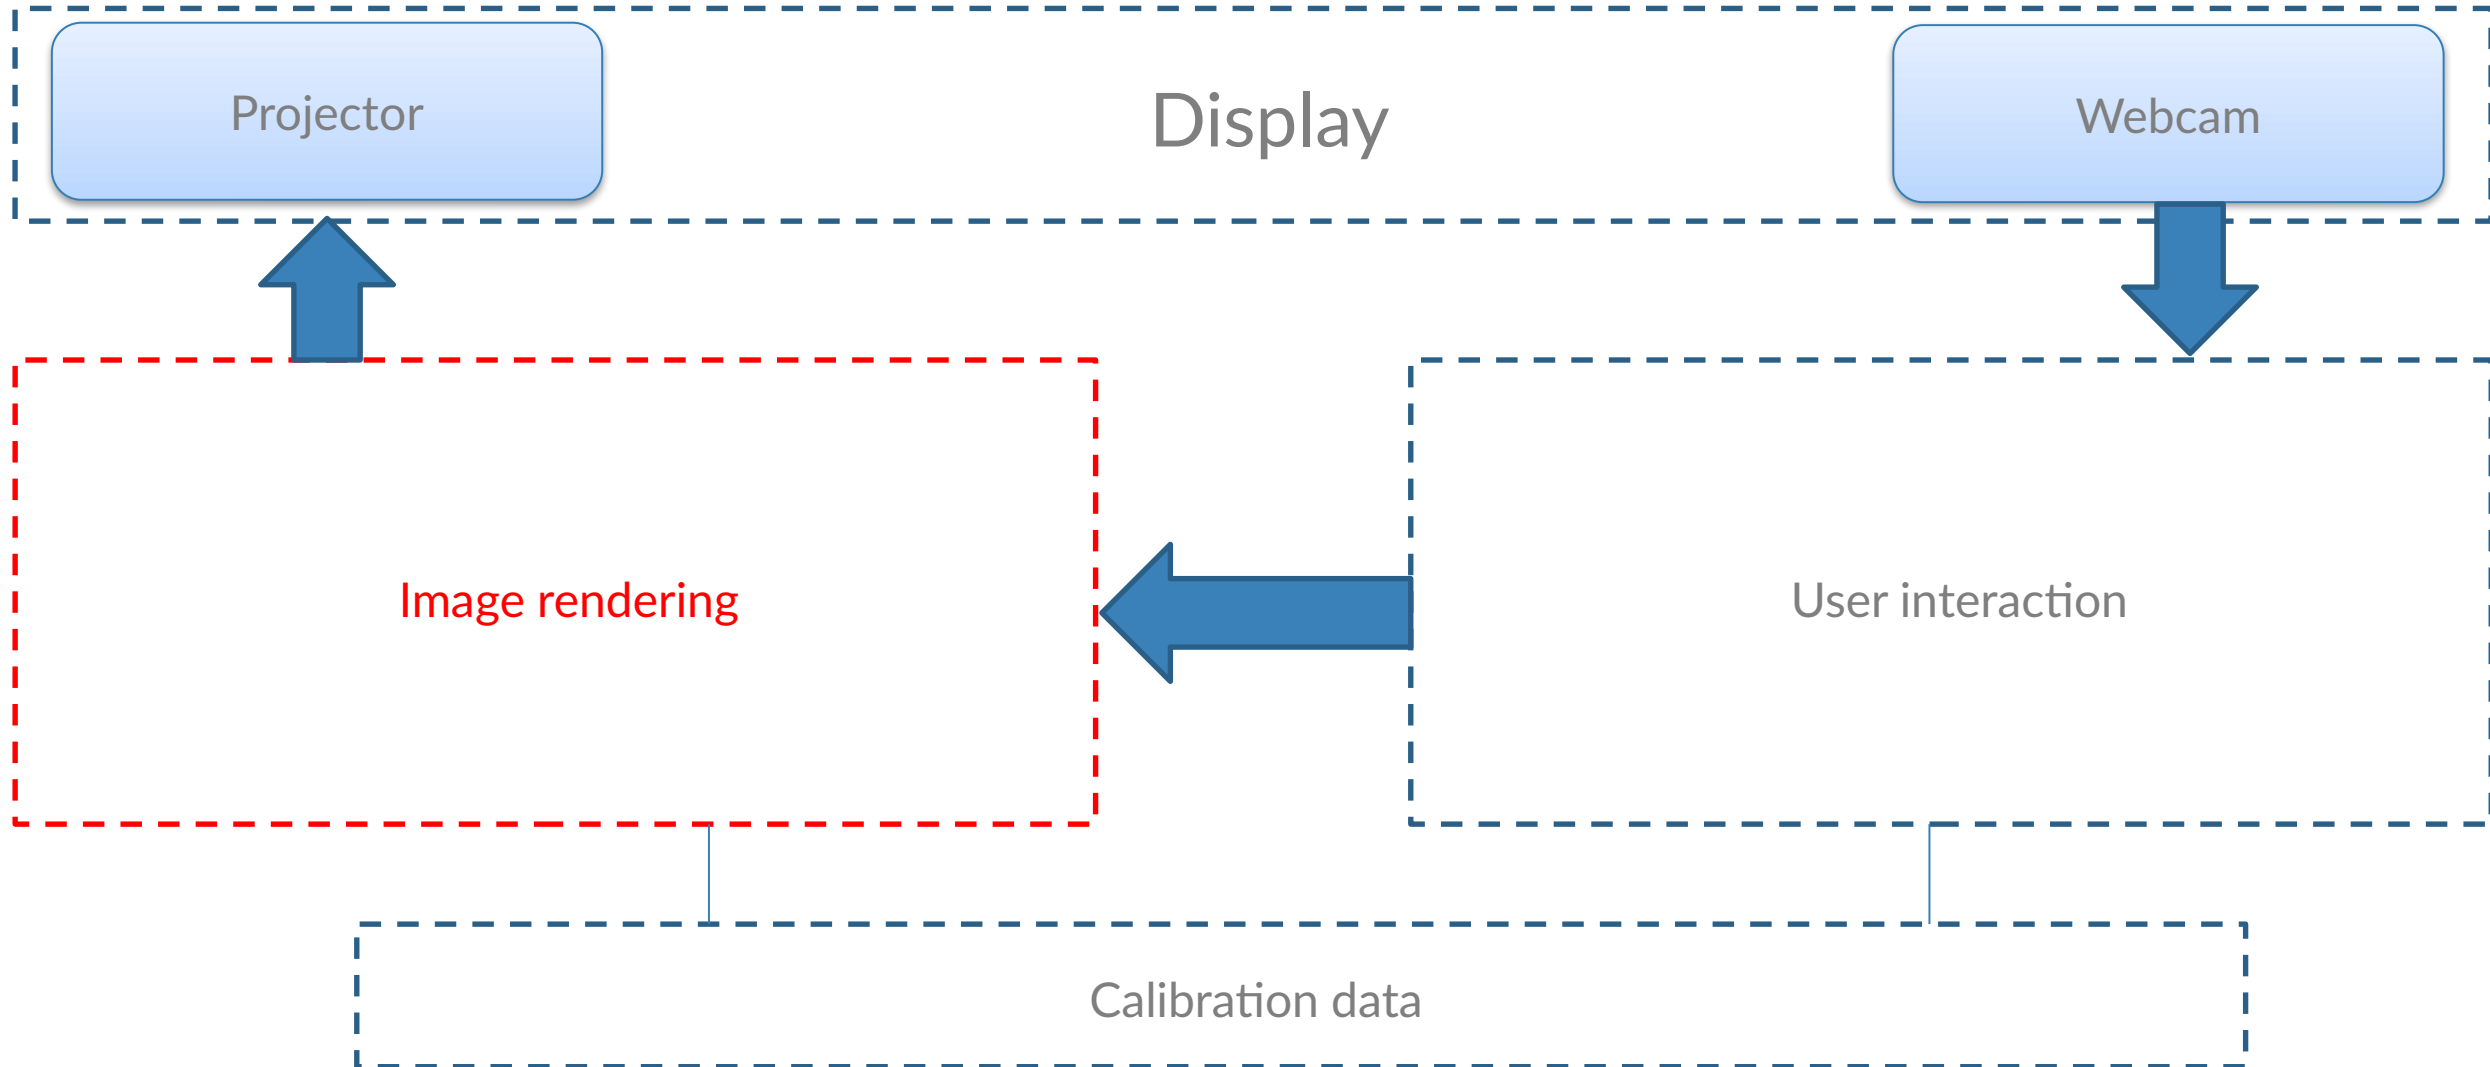 Projector
Display
Webcam
Image rendering
User interaction
Calibration data